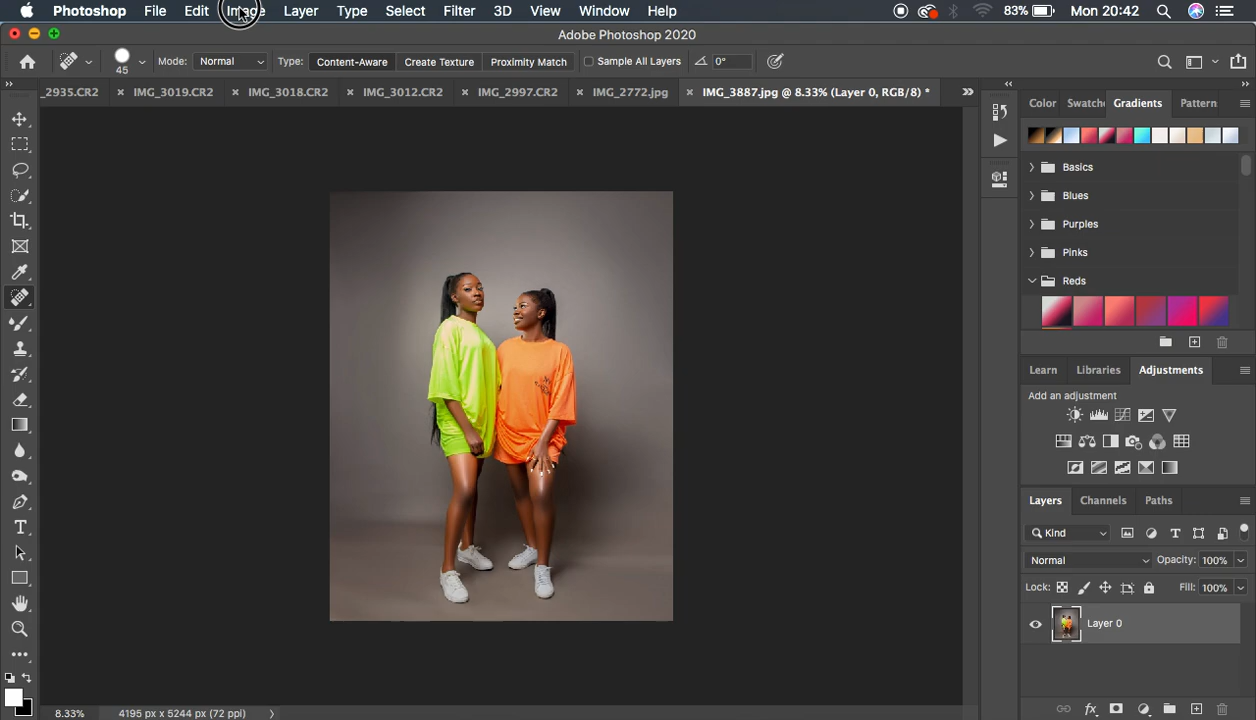 Photoshop File Edit Image Layer Type Select Filter 3D View Window Help 83% Mon 20:42
Adobe Photoshop 2020
45 Mode: Normal Type: Content-Aware Create Texture Proximity Match Sample All Layers 0°
_2935.CR2 IMG_3019.CR2 IMG_3018.CR2 IMG_3012.CR2 IMG_2997.CR2 IMG_2772.jpg IMG_3887.jpg @ 8.33% (Layer 0, RGB/8) *
Color Swatche Gradients Pattern
Basics
Blues
Purples
Pinks
Reds
Learn Libraries Adjustments
Add an adjustment
Layers Channels Paths
Kind
Normal Opacity: 100%
Lock: Fill: 100%
Layer 0
8.33% 4195 px x 5244 px (72 ppi)